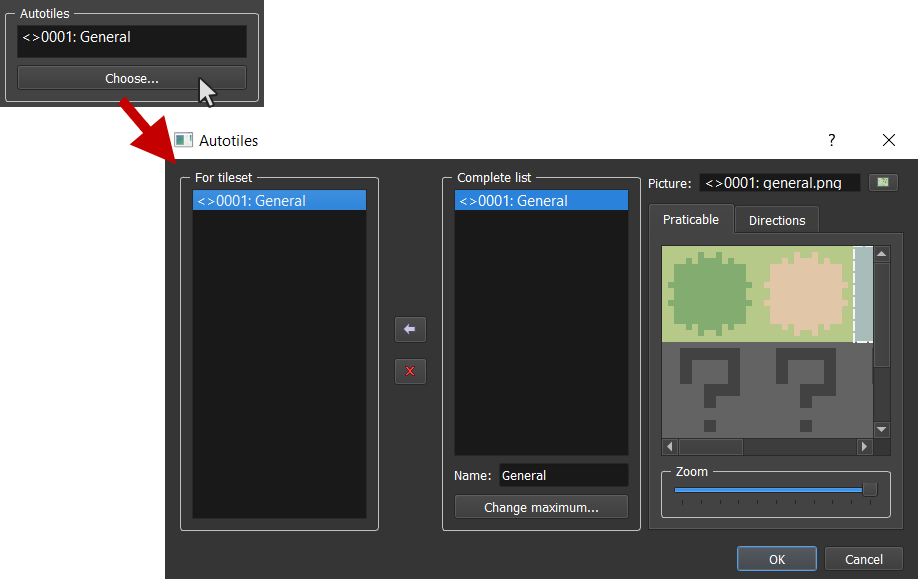 Autotiles
<>0001: General
Choose...
Autotiles
?
For tileset
<>0001: General
Complete list
<>0001: General
Name: General
Change maximum...
Picture: <>0001: general.png
Praticable
Directions
? ?
Zoom
OK
Cancel